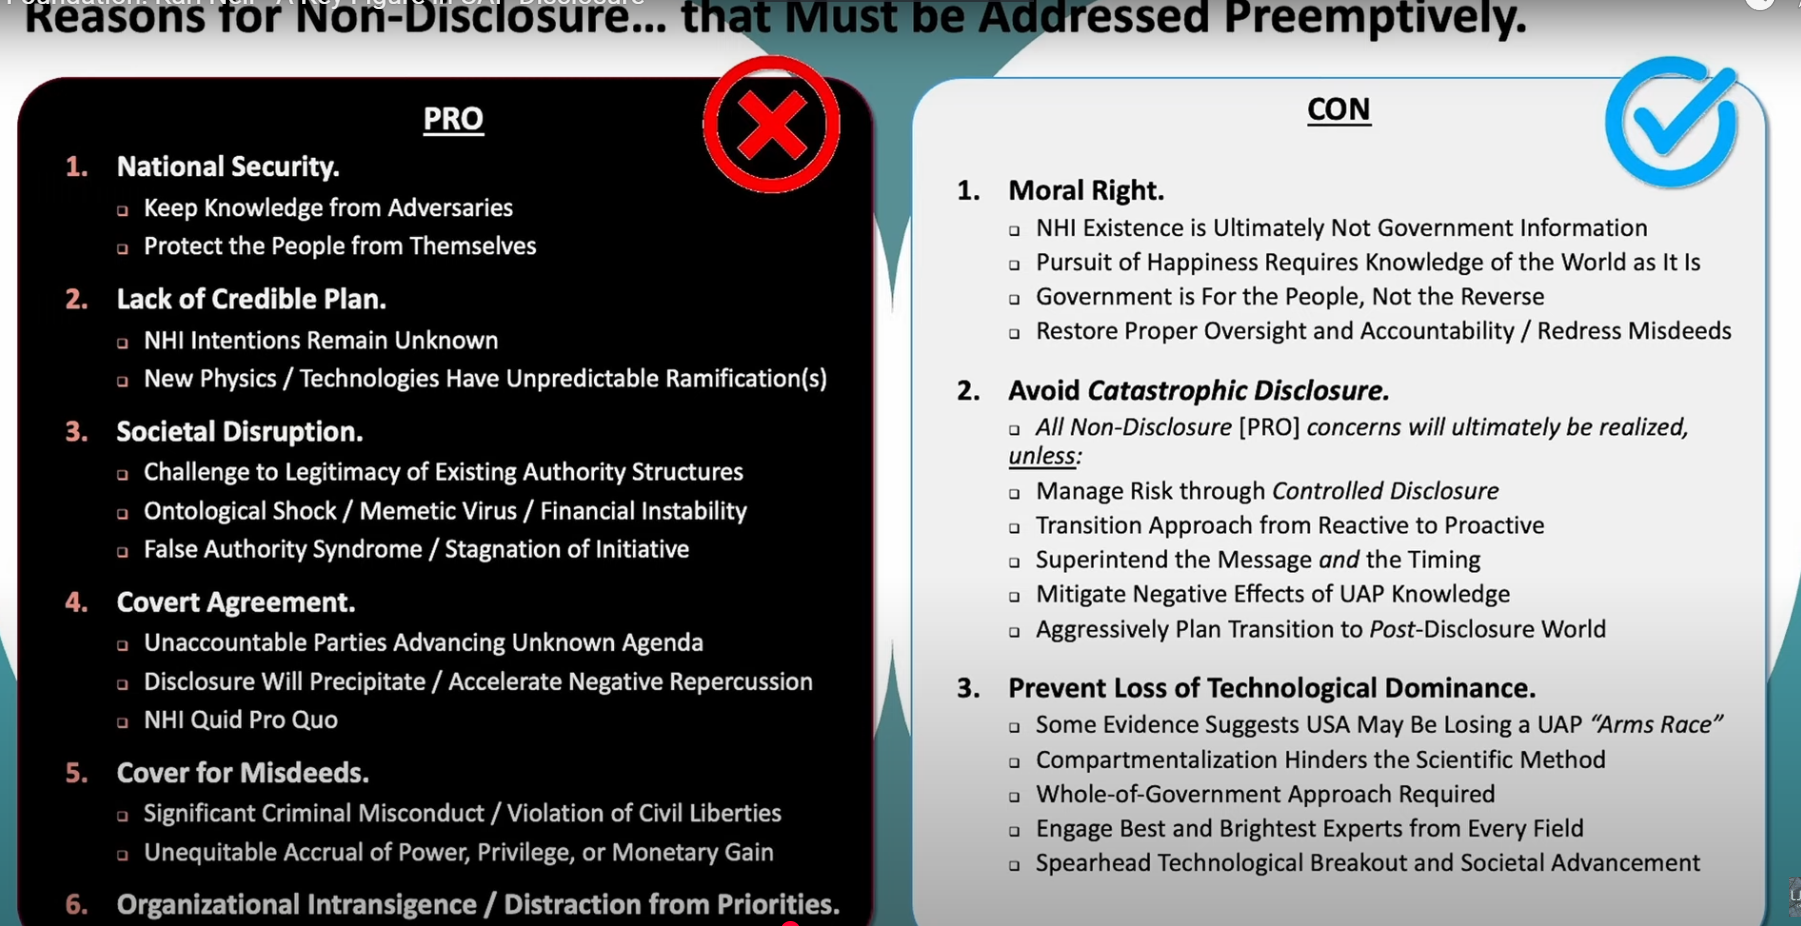 Reasons for Non-Disclosure... that Must be Addressed Preemptively.
PRO
1. National Security.
Keep Knowledge from Adversaries
Protect the People from Themselves
2. Lack of Credible Plan.
NHI Intentions Remain Unknown
New Physics / Technologies Have Unpredictable Ramification(s)
3. Societal Disruption.
Challenge to Legitimacy of Existing Authority Structures
Ontological Shock / Memetic Virus / Financial Instability
False Authority Syndrome / Stagnation of Initiative
4. Covert Agreement.
Unaccountable Parties Advancing Unknown Agenda
Disclosure Will Precipitate / Accelerate Negative Repercussion
NHI Quid Pro Quo
5. Cover for Misdeeds.
Significant Criminal Misconduct / Violation of Civil Liberties
Unequitable Accrual of Power, Privilege, or Monetary Gain
6. Organizational Intransigence / Distraction from Priorities.
CON
1. Moral Right.
NHI Existence is Ultimately Not Government Information
Pursuit of Happiness Requires Knowledge of the World as It Is
Government is For the People, Not the Reverse
Restore Proper Oversight and Accountability / Redress Misdeeds
2. Avoid Catastrophic Disclosure.
All Non-Disclosure [PRO] concerns will ultimately be realized,
unless:
Manage Risk through Controlled Disclosure
Transition Approach from Reactive to Proactive
Superintend the Message and the Timing
Mitigate Negative Effects of UAP Knowledge
Aggressively Plan Transition to Post-Disclosure World
3. Prevent Loss of Technological Dominance.
Some Evidence Suggests USA May Be Losing a UAP “Arms Race”
Compartmentalization Hinders the Scientific Method
Whole-of-Government Approach Required
Engage Best and Brightest Experts from Every Field
Spearhead Technological Breakout and Societal Advancement